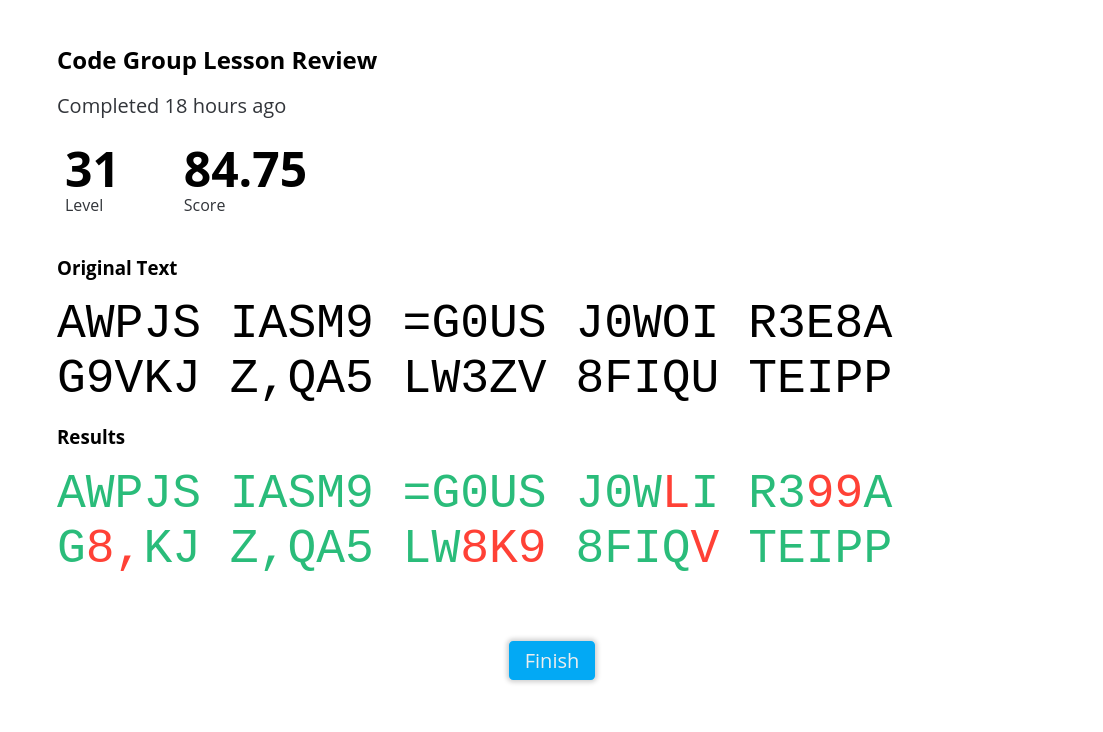 Code Group Lesson Review
Completed 18 hours ago
31 84.75
Level Score
Original Text
AWPJS IASM9 =G0US J0WOI R3E8A
G9VKJ Z,QA5 LW3ZV 8FIQU TEIPP
Results
AWPJS IASM9 =G0US J0WLI R399A
G8,KJ Z,QA5 LW8K9 8FIQV TEIPP
Finish